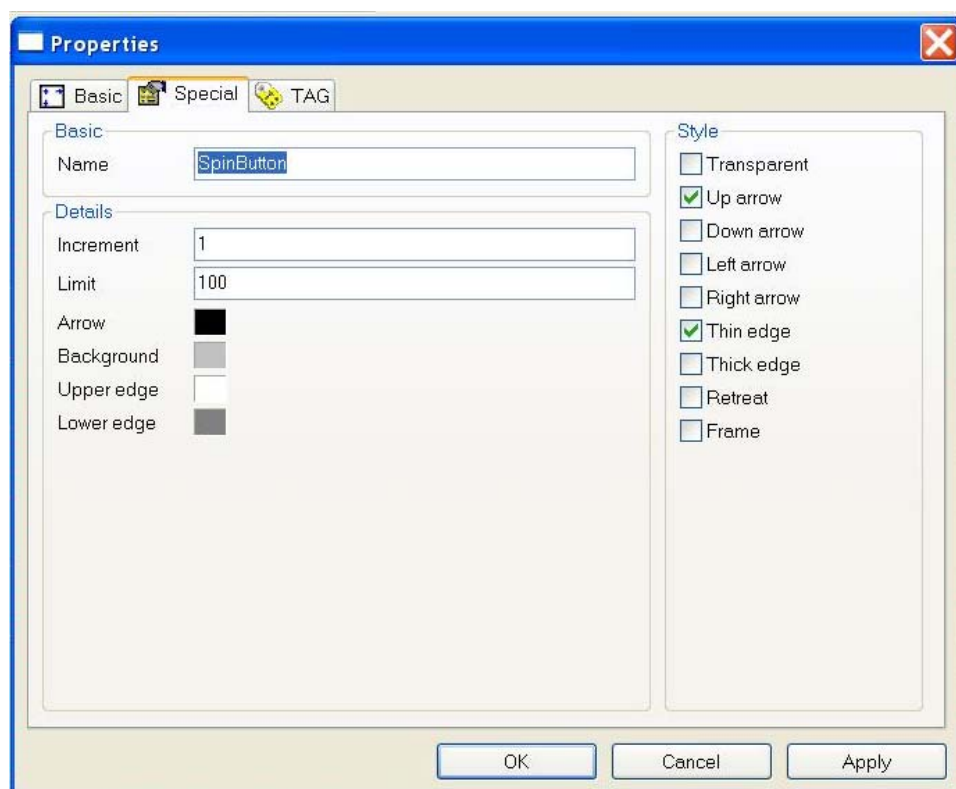 Properties
Basic
Special
TAG
Basic
Name
SpinButton
Details
Increment
1
Limit
100
Arrow
Background
Upper edge
Lower edge
Style
Transparent
Up arrow
Down arrow
Left arrow
Right arrow
Thin edge
Thick edge
Retreat
Frame
OK
Cancel
Apply